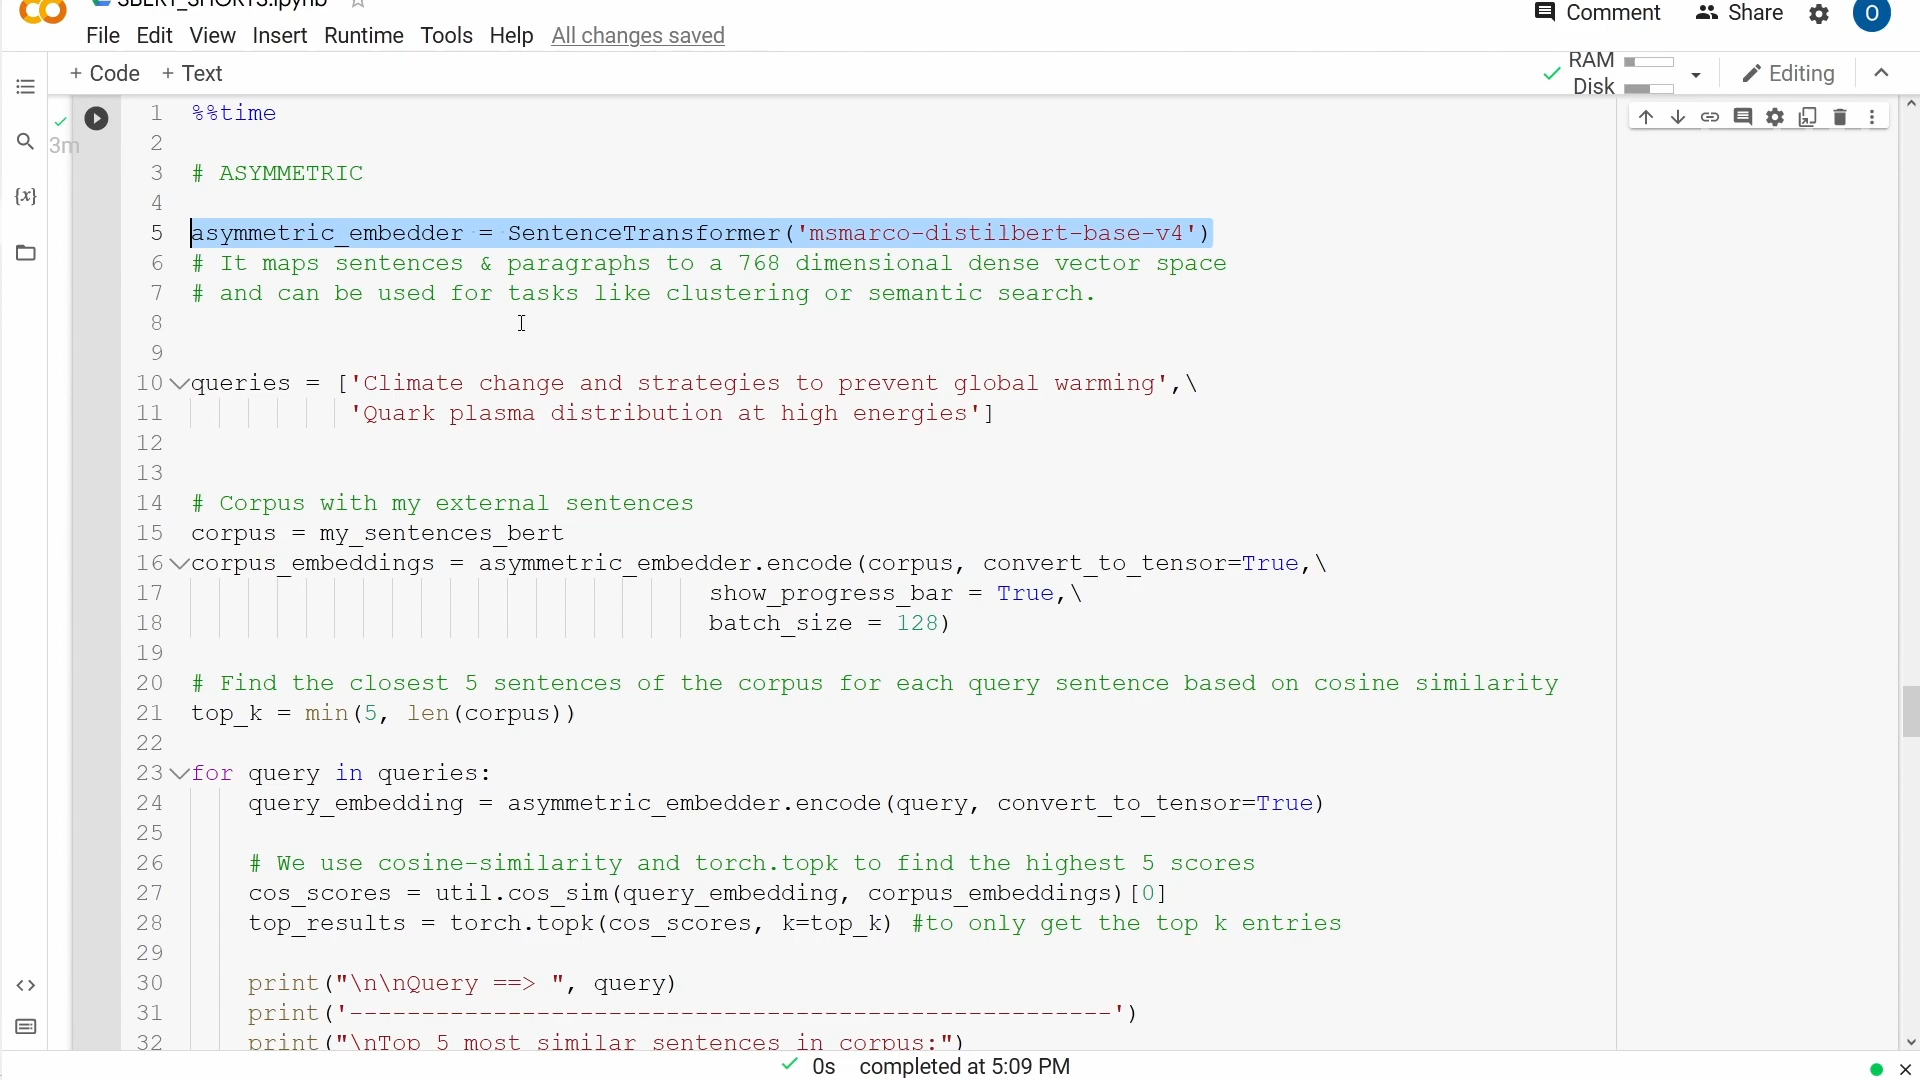 SBERT_SHORTS.ipynb
Comment Share O
File Edit View Insert Runtime Tools Help All changes saved
+ Code + Text
RAM
Disk
Editing
3m
{x}
1 %%time
2
3 # ASYMMETRIC
4
5 asymmetric_embedder = SentenceTransformer('msmarco-distilbert-base-v4')
6 # It maps sentences & paragraphs to a 768 dimensional dense vector space
7 # and can be used for tasks like clustering or semantic search.
8
9
10 queries = ['Climate change and strategies to prevent global warming',\
11 'Quark plasma distribution at high energies']
12
13
14 # Corpus with my external sentences
15 corpus = my_sentences_bert
16 corpus_embeddings = asymmetric_embedder.encode(corpus, convert_to_tensor=True,\
17 show_progress_bar = True,\
18 batch_size = 128)
19
20 # Find the closest 5 sentences of the corpus for each query sentence based on cosine similarity
21 top_k = min(5, len(corpus))
22
23 for query in queries:
24 query_embedding = asymmetric_embedder.encode(query, convert_to_tensor=True)
25
26 # We use cosine-similarity and torch.topk to find the highest 5 scores
27 cos_scores = util.cos_sim(query_embedding, corpus_embeddings)[0]
28 top_results = torch.topk(cos_scores, k=top_k) #to only get the top k entries
29
30 print("\n\nQuery ==> ", query)
31 print('-----------------------------------------------------')
32 print("\nTop 5 most similar sentences in corpus:")
0s completed at 5:09 PM